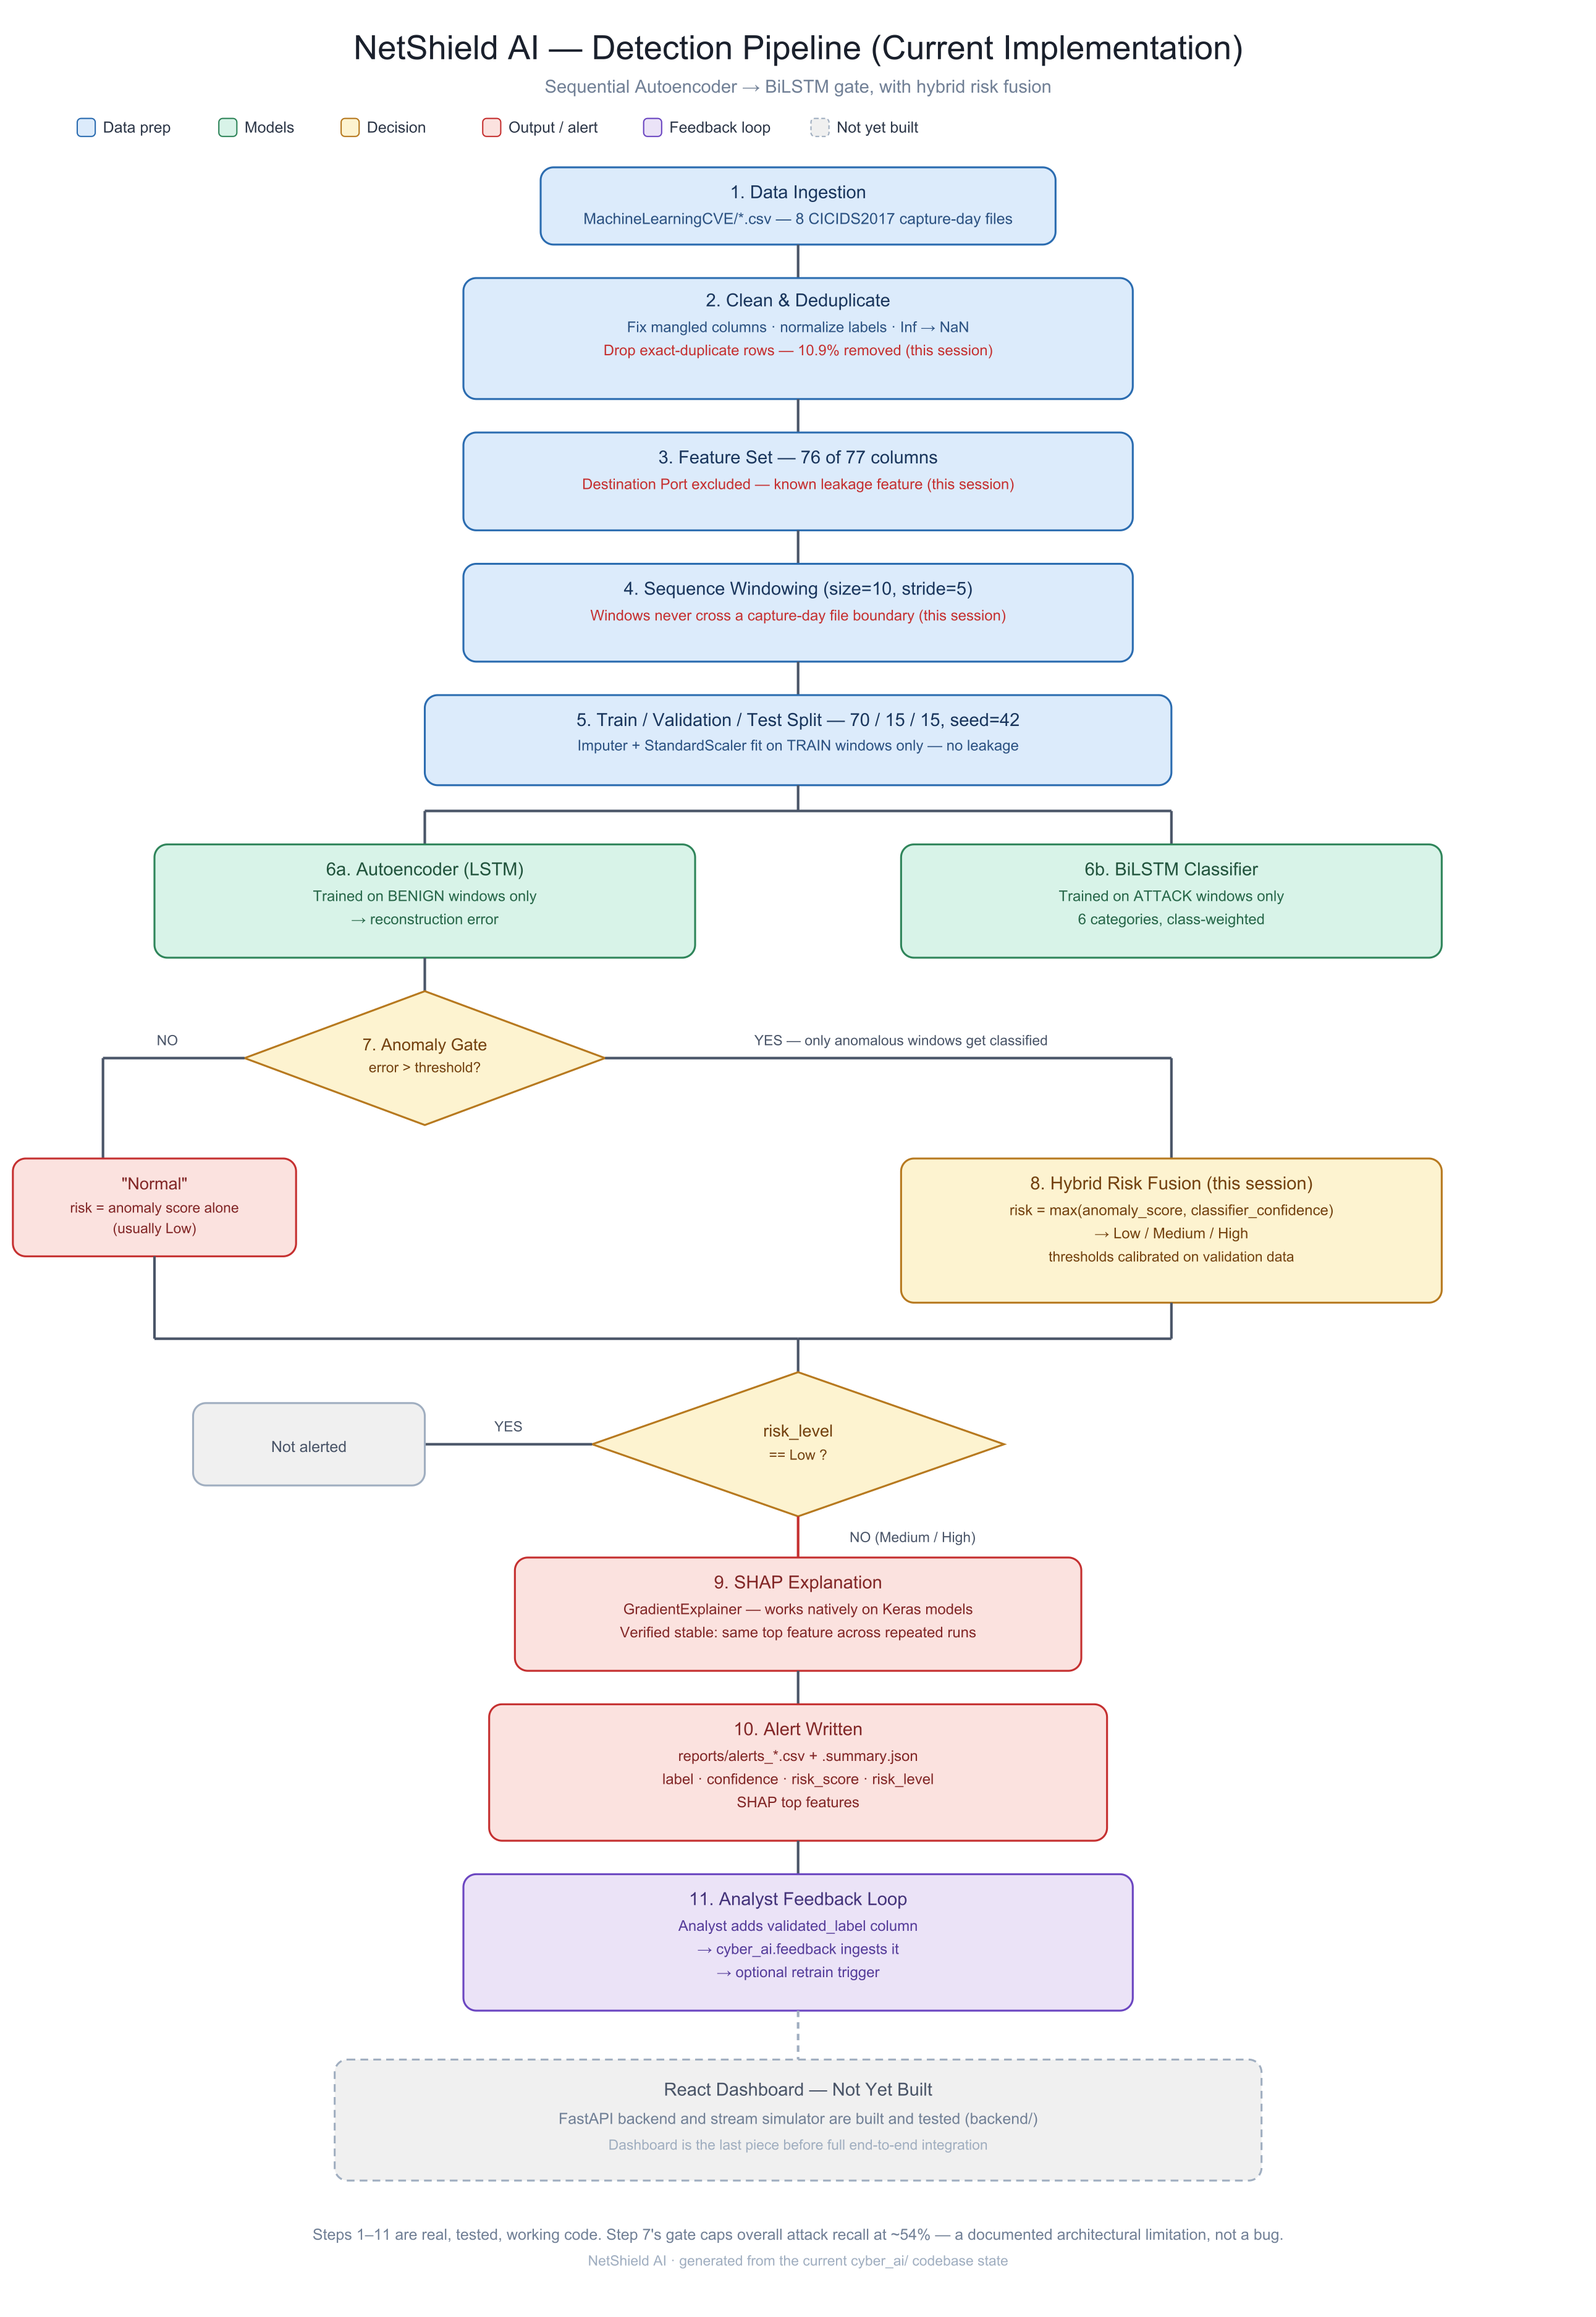 NetShield AI — Detection Pipeline (Current Implementation)
Sequential Autoencoder → BiLSTM gate, with hybrid risk fusion
Data prep
Models
Decision
Output / alert
Feedback loop
Not yet built
1. Data Ingestion
MachineLearningCVE/*.csv — 8 CICIDS2017 capture-day files
2. Clean & Deduplicate
Fix mangled columns · normalize labels · Inf → NaN
Drop exact-duplicate rows — 10.9% removed (this session)
3. Feature Set — 76 of 77 columns
Destination Port excluded — known leakage feature (this session)
4. Sequence Windowing (size=10, stride=5)
Windows never cross a capture-day file boundary (this session)
5. Train / Validation / Test Split — 70 / 15 / 15, seed=42
Imputer + StandardScaler fit on TRAIN windows only — no leakage
6a. Autoencoder (LSTM)
Trained on BENIGN windows only
→ reconstruction error
6b. BiLSTM Classifier
Trained on ATTACK windows only
6 categories, class-weighted
7. Anomaly Gate
error > threshold?
NO
YES — only anomalous windows get classified
"Normal"
risk = anomaly score alone
(usually Low)
8. Hybrid Risk Fusion (this session)
risk = max(anomaly_score, classifier_confidence)
→ Low / Medium / High
thresholds calibrated on validation data
risk_level
== Low ?
YES
Not alerted
NO (Medium / High)
9. SHAP Explanation
GradientExplainer — works natively on Keras models
Verified stable: same top feature across repeated runs
10. Alert Written
reports/alerts_*.csv + .summary.json
label · confidence · risk_score · risk_level
SHAP top features
11. Analyst Feedback Loop
Analyst adds validated_label column
→ cyber_ai.feedback ingests it
→ optional retrain trigger
React Dashboard — Not Yet Built
FastAPI backend and stream simulator are built and tested (backend/)
Dashboard is the last piece before full end-to-end integration
Steps 1–11 are real, tested, working code. Step 7's gate caps overall attack recall at ~54% — a documented architectural limitation, not a bug.
NetShield AI · generated from the current cyber_ai/ codebase state